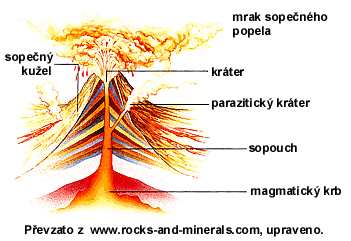 mrak sopečného
popela
sopečný
kužel
kráter
parazitický kráter
sopouch
magmatický krb
Převzato z www.rocks-and-minerals.com, upraveno.